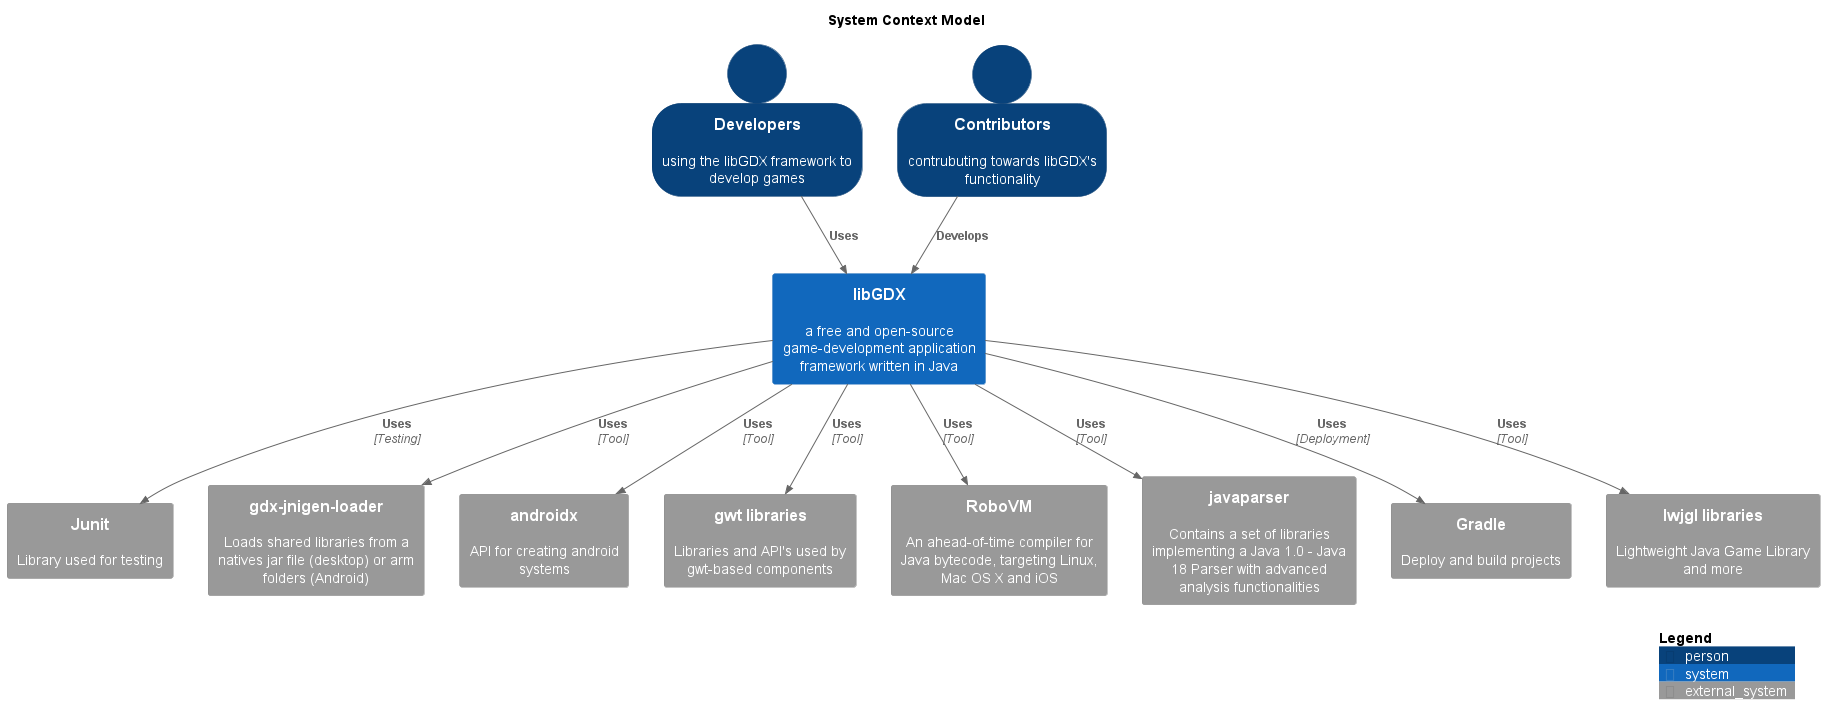 System Context Model
Developers
using the libGDX framework to
develop games
Contributors
contrubuting towards libGDX's
functionality
Uses
Develops
libGDX
a free and open-source
game-development application
framework written in Java
Uses
[Testing]
Uses
[Tool]
Uses
[Tool]
Uses
[Tool]
Uses
[Tool]
Uses
[Tool]
Uses
[Deployment]
Uses
[Tool]
Junit
Library used for testing
gdx-jnigen-loader
Loads shared libraries from a
natives jar file (desktop) or arm
folders (Android)
androidx
API for creating android
systems
gwt libraries
Libraries and API's used by
gwt-based components
RoboVM
An ahead-of-time compiler for
Java bytecode, targeting Linux,
Mac OS X and iOS
javaparser
Contains a set of libraries
implementing a Java 1.0 - Java
18 Parser with advanced
analysis functionalities
Gradle
Deploy and build projects
lwjgl libraries
Lightweight Java Game Library
and more
Legend
person
system
external_system